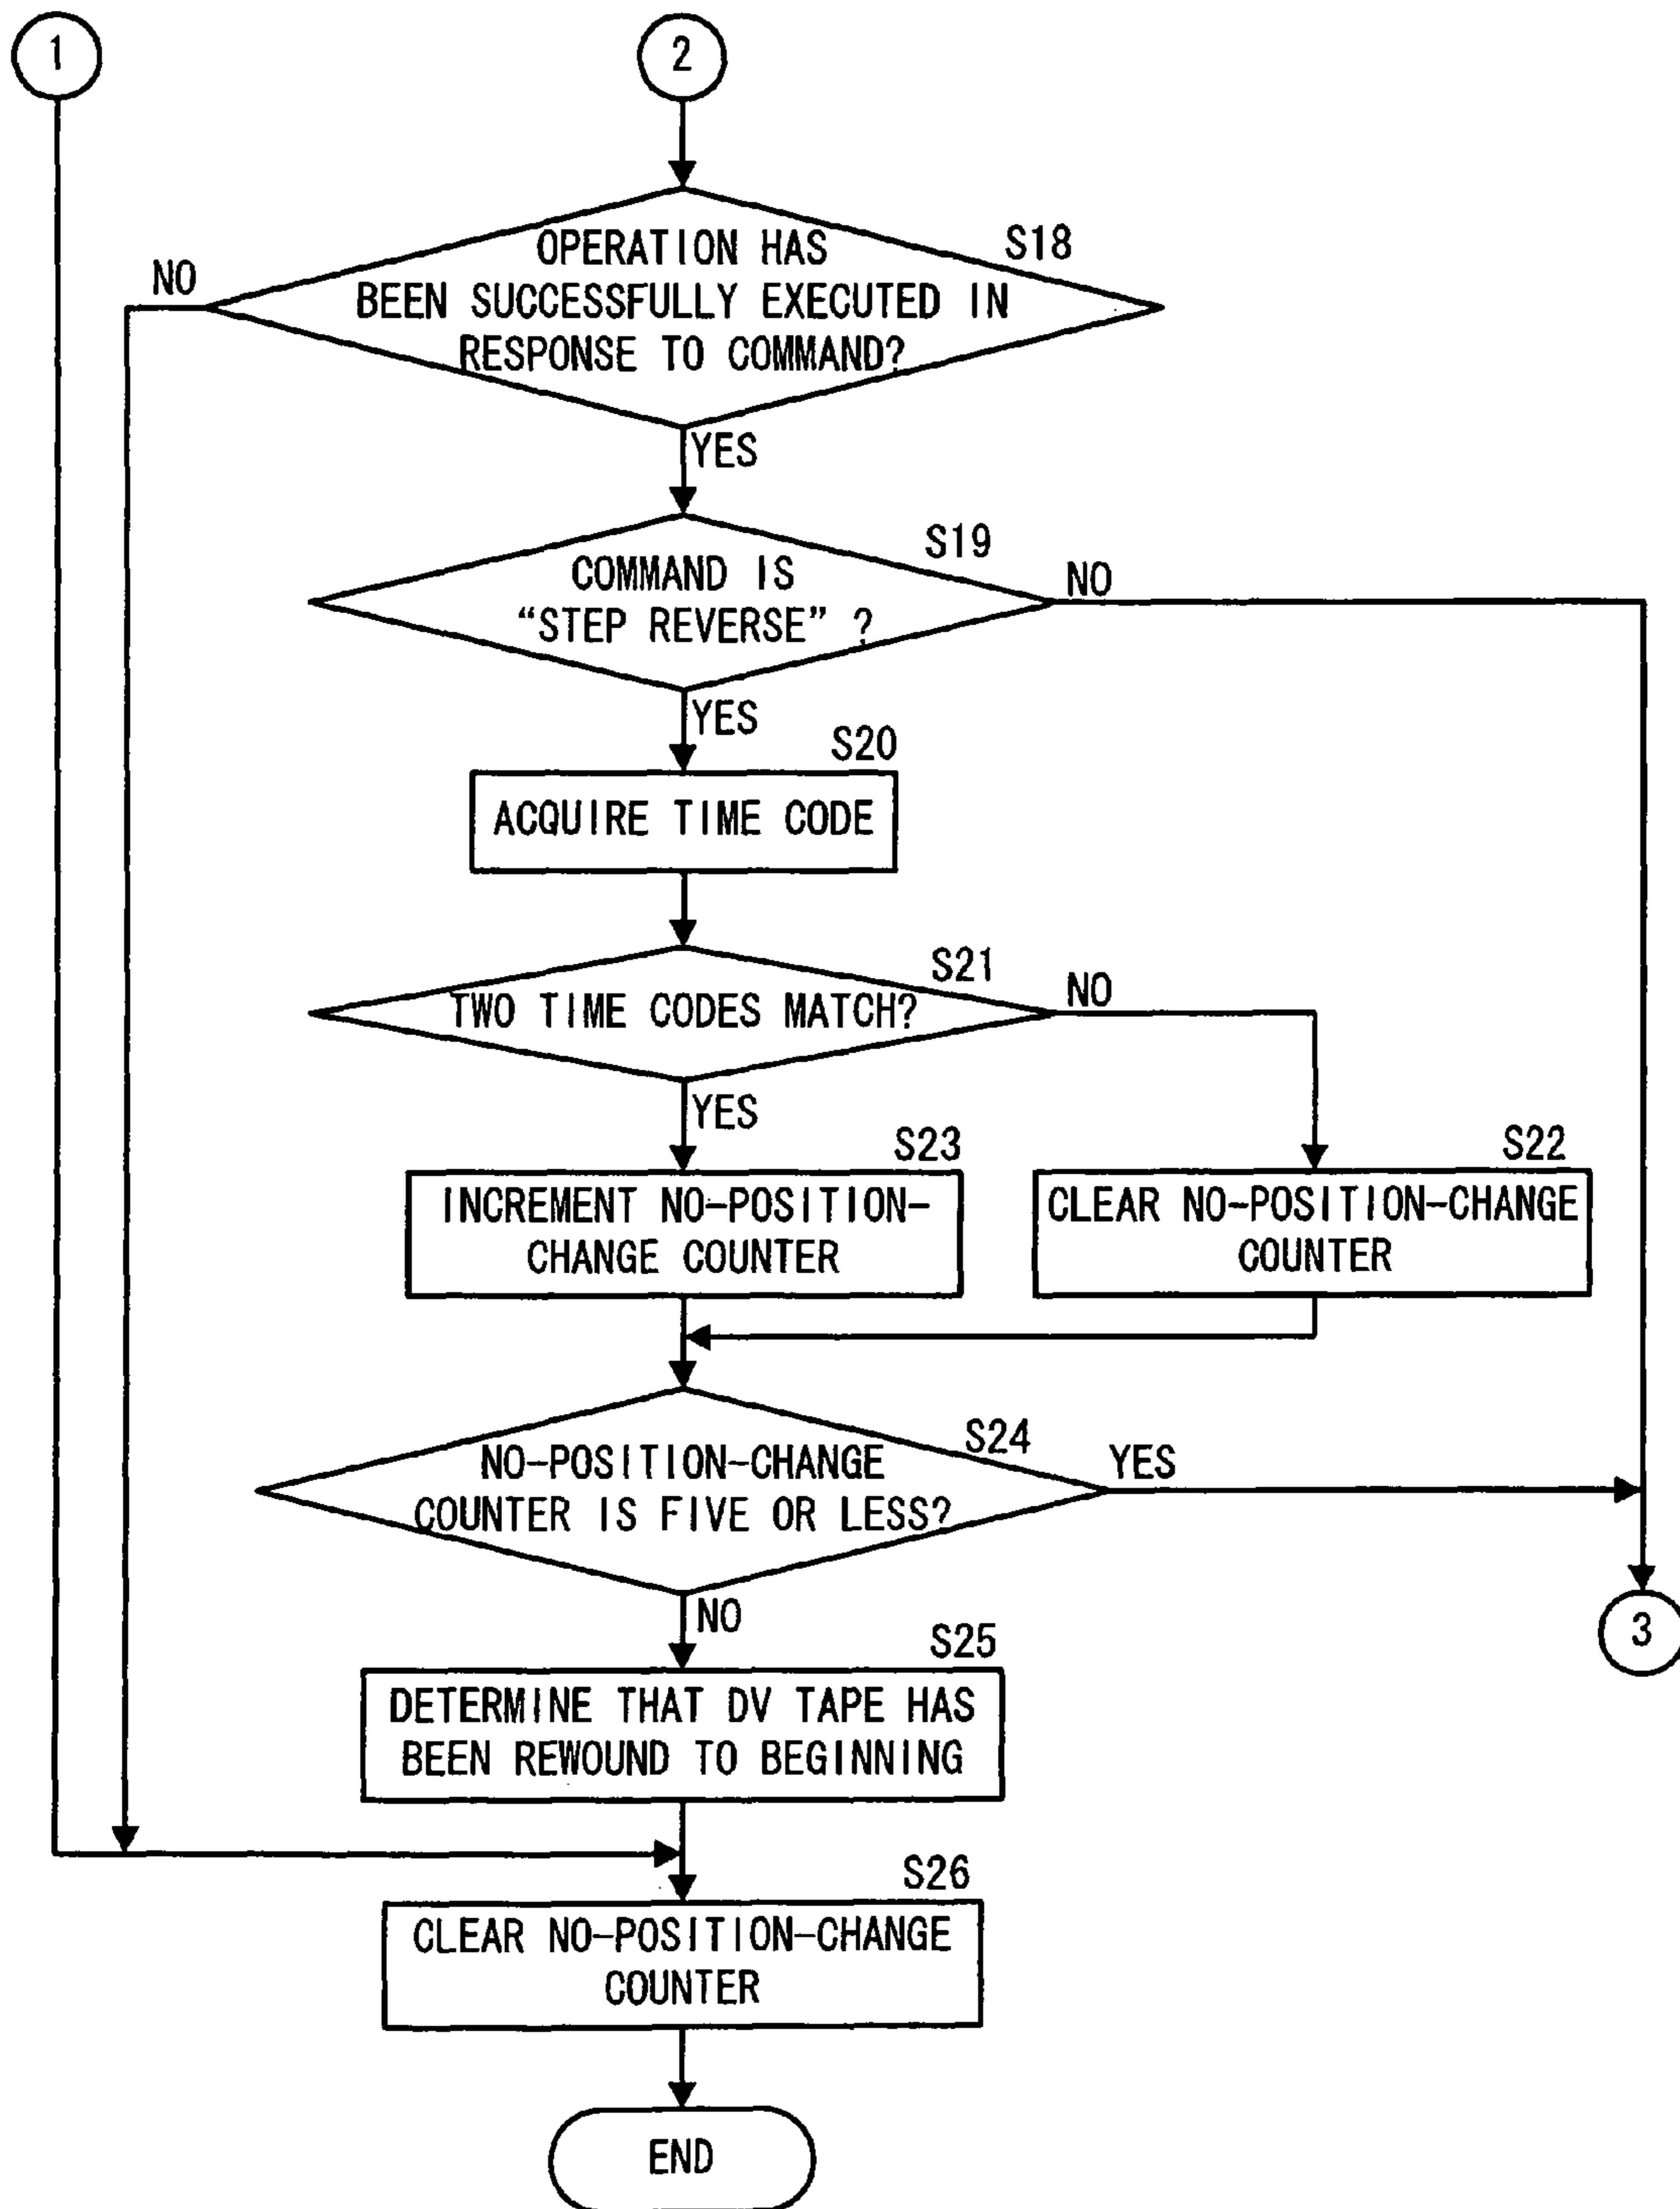 1
2
S18
OPERATION HAS
BEEN SUCCESSFULLY EXECUTED IN
RESPONSE TO COMMAND?
NO
YES
S19
COMMAND IS
“STEP REVERSE” ?
NO
YES
S20
ACQUIRE TIME CODE
S21
TWO TIME CODES MATCH?
NO
YES
S23
INCREMENT NO-POSITION-
CHANGE COUNTER
S22
CLEAR NO-POSITION-CHANGE
COUNTER
S24
NO-POSITION-CHANGE
COUNTER IS FIVE OR LESS?
YES
NO
3
S25
DETERMINE THAT DV TAPE HAS
BEEN REWOUND TO BEGINNING
S26
CLEAR NO-POSITION-CHANGE
COUNTER
END